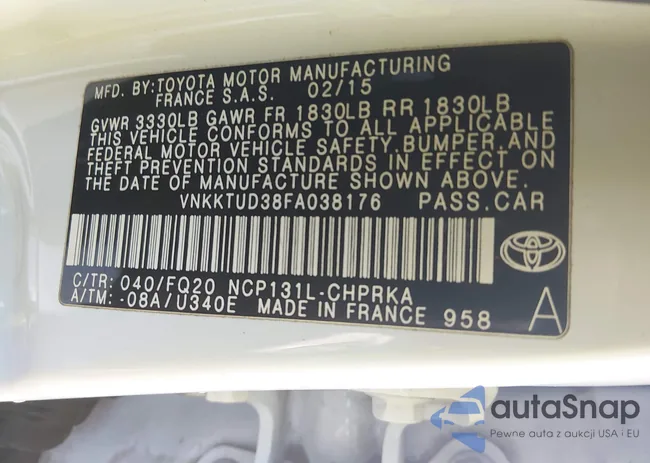 MFD. BY: TOYOTA MOTOR MANUFACTURING
FRANCE S.A.S. 02/15
GVWR 3330LB GAWR FR 1830LB RR 1830LB
THIS VEHICLE CONFORMS TO ALL APPLICABLE
FEDERAL MOTOR VEHICLE SAFETY, BUMPER, AND
THEFT PREVENTION STANDARDS IN EFFECT ON
THE DATE OF MANUFACTURE SHOWN ABOVE.
VNKKTUD38FA038176 PASS.CAR
C/TR: 040/FQ20 NCP131L-CHPRKA
A/TM: -08A/U340E MADE IN FRANCE 958
A
autaSnap
Pewne auta z aukcji USA i EU